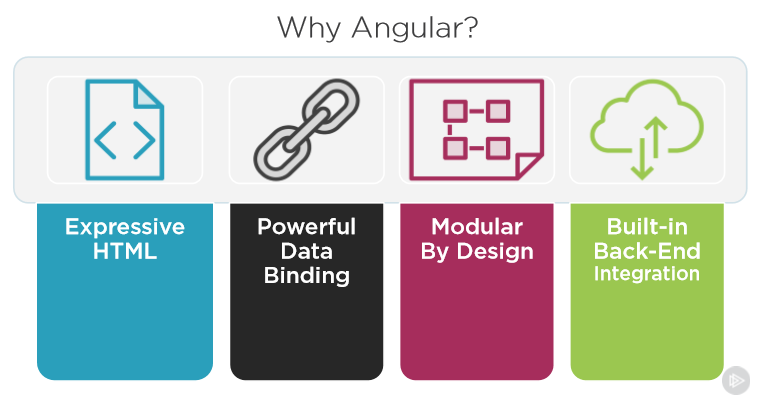 Why Angular?
Expressive
HTML
Powerful
Data
Binding
Modular
By Design
Built-in
Back-End
Integration